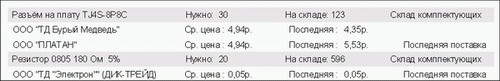 Разъём на плату TJ4S-8P8C Нужно: 30 На складе: 123 Склад комплектующих
ООО "ТД Бурый Медведь" Ср. цена : 4,94р. Последняя : 4,35р.
ООО "ПЛАТАН" Ср. цена : 4,94р. Последняя : 5,53р. Последняя поставка
Резистор 0805 180 Ом 5% Нужно: 20 На складе: 596 Склад комплектующих
ООО "ТД "Электрон"" (ДИК-ТРЕЙД) Ср. цена : 0,05р. Последняя : 0,05р. Последняя поставка